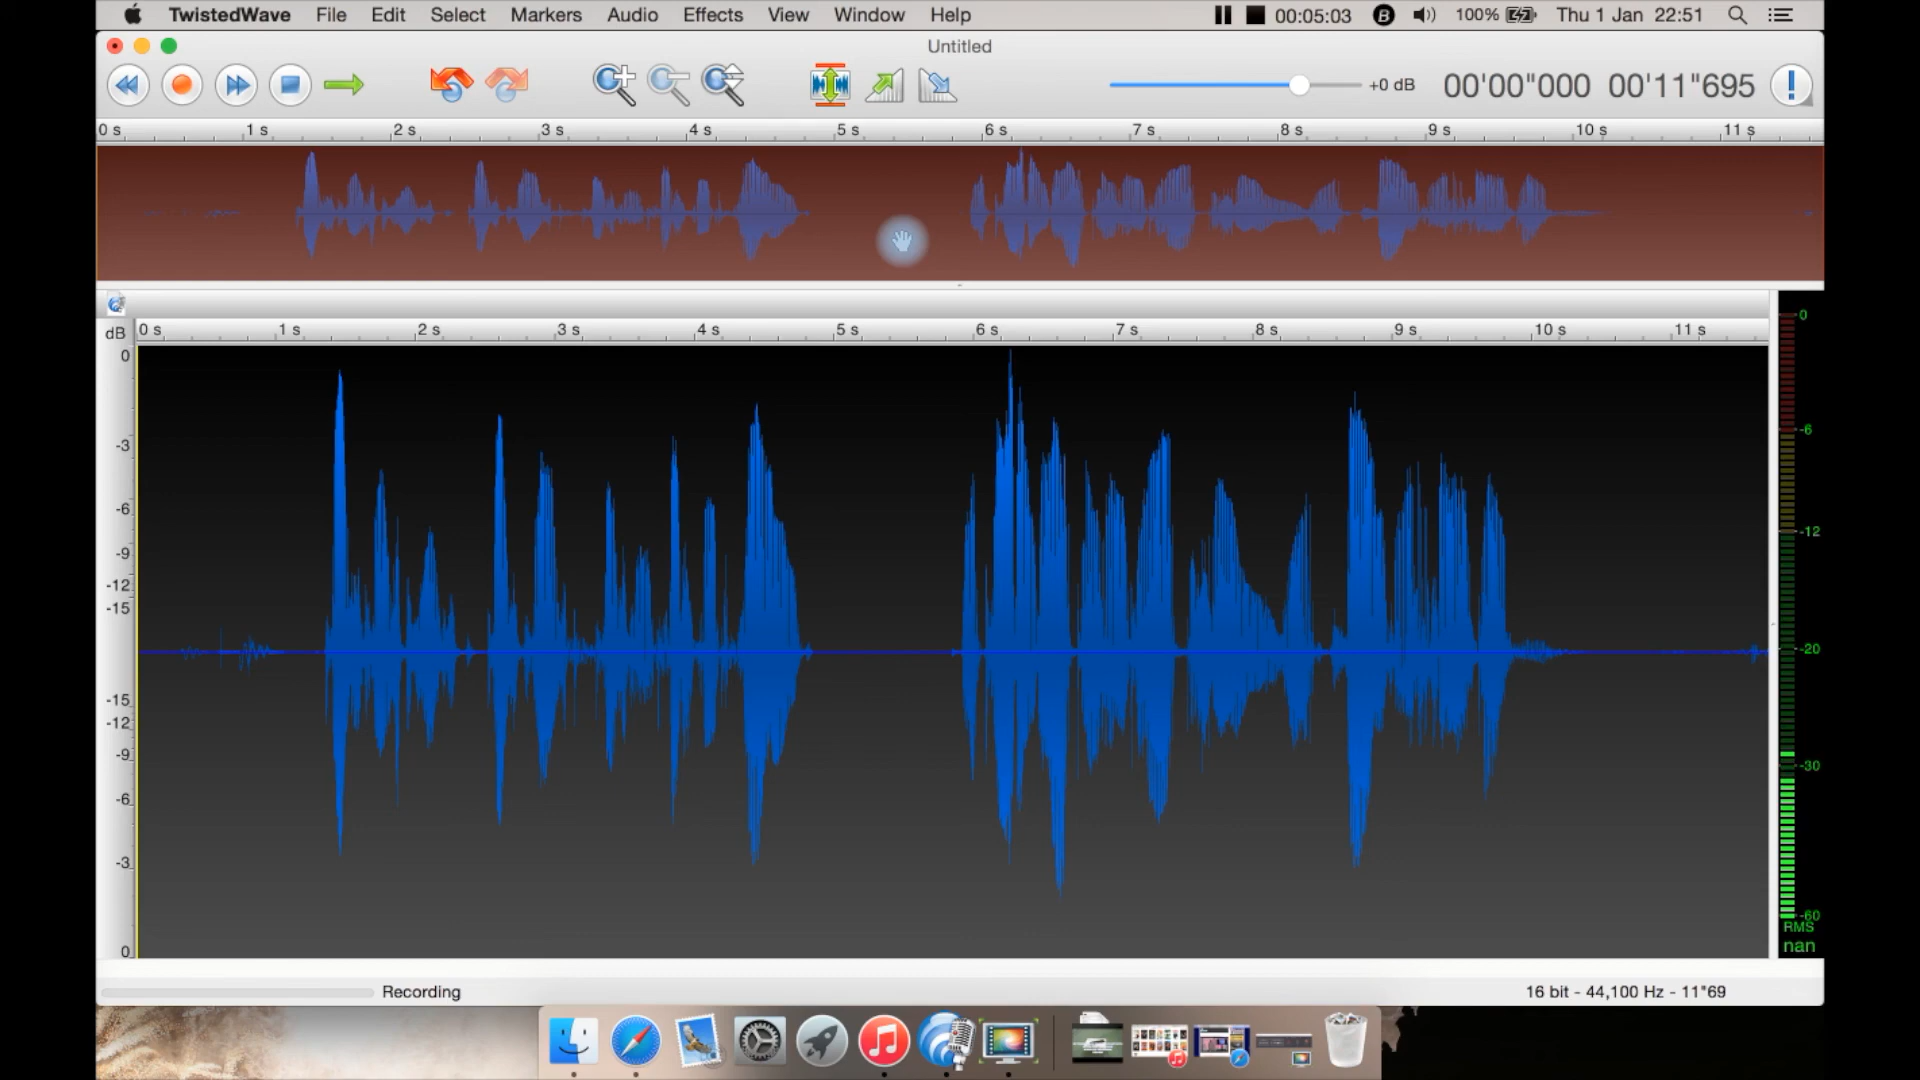 TwistedWave File Edit Select Markers Audio Effects View Window Help 00:05:03 100% Thu 1 Jan 22:51
Untitled
+0 dB 00'00"000 00'11"695
0 s 1 s 2 s 3 s 4 s 5 s 6 s 7 s 8 s 9 s 10 s 11 s
dB 0 s 1 s 2 s 3 s 4 s 5 s 6 s 7 s 8 s 9 s 10 s 11 s
0
-3
-6
-9
-12
-15
-15
-12
-9
-6
-3
0
0
-6
-12
-20
-30
-60
RMS
nan
Recording 16 bit - 44,100 Hz - 11"69